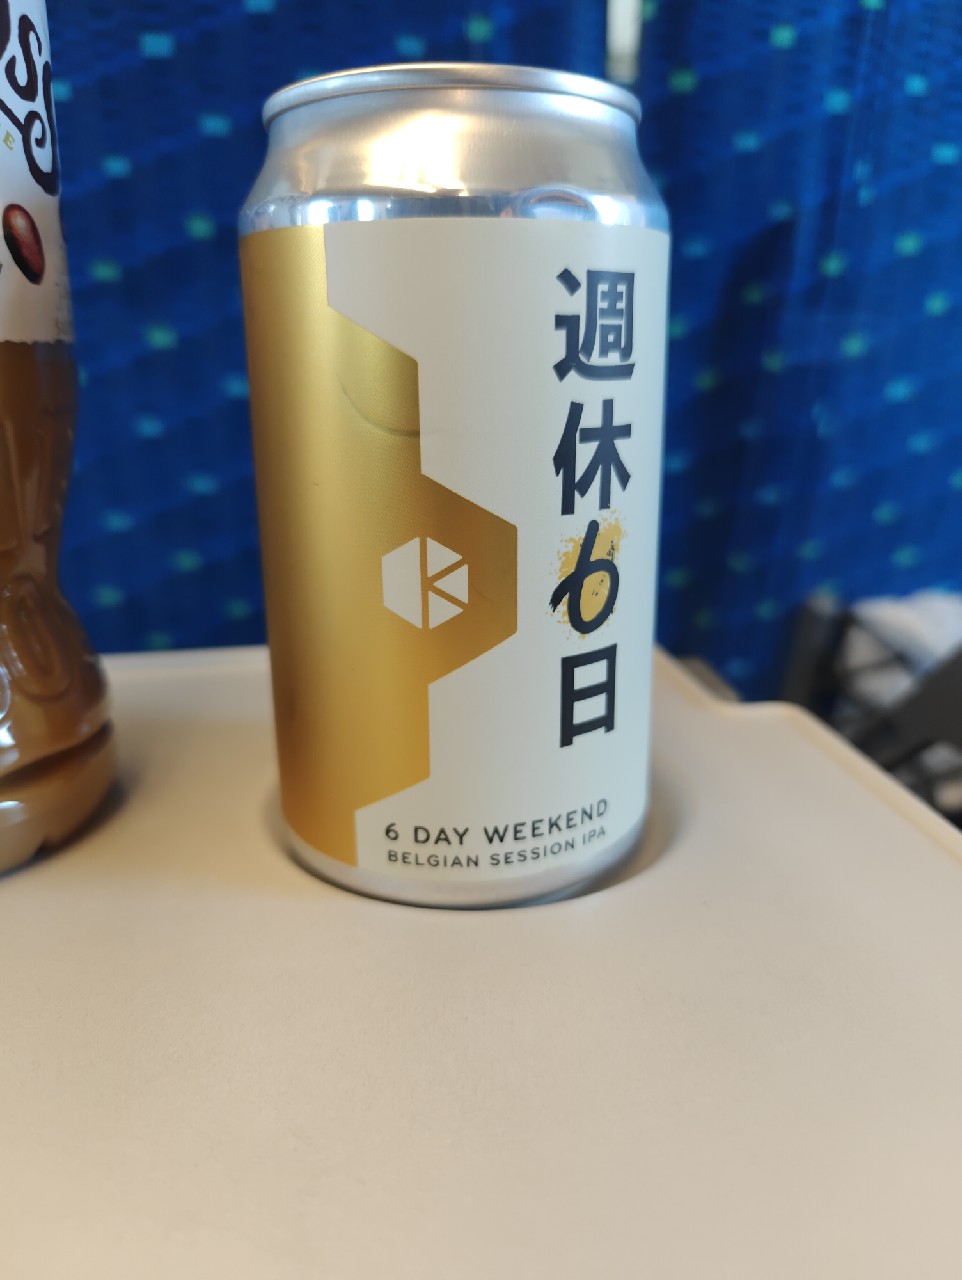 週休6日
6 DAY WEEKEND
BELGIAN SESSION IPA